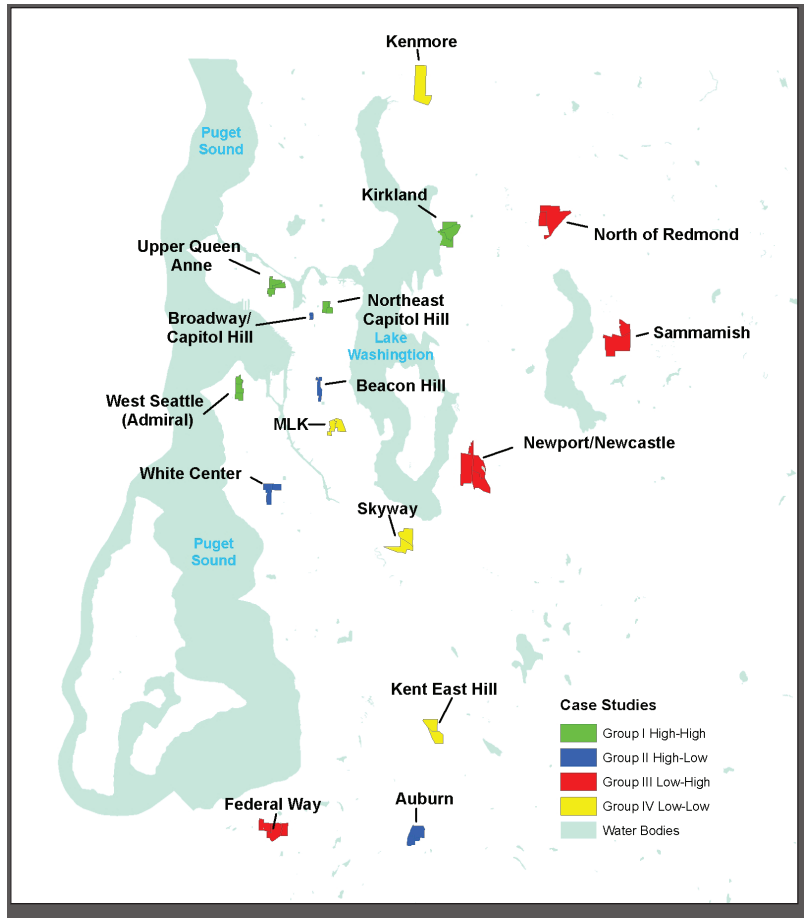 Kenmore
Puget
Sound
Kirkland
North of Redmond
Upper Queen
Anne
Northeast
Capitol Hill
Broadway/
Capitol Hill
Lake
Washingtion
Sammamish
Beacon Hill
West Seattle
(Admiral)
MLK
Newport/Newcastle
White Center
Skyway
Puget
Sound
Kent East Hill
Case Studies
Group I High-High
Group II High-Low
Group III Low-High
Group IV Low-Low
Water Bodies
Federal Way
Auburn